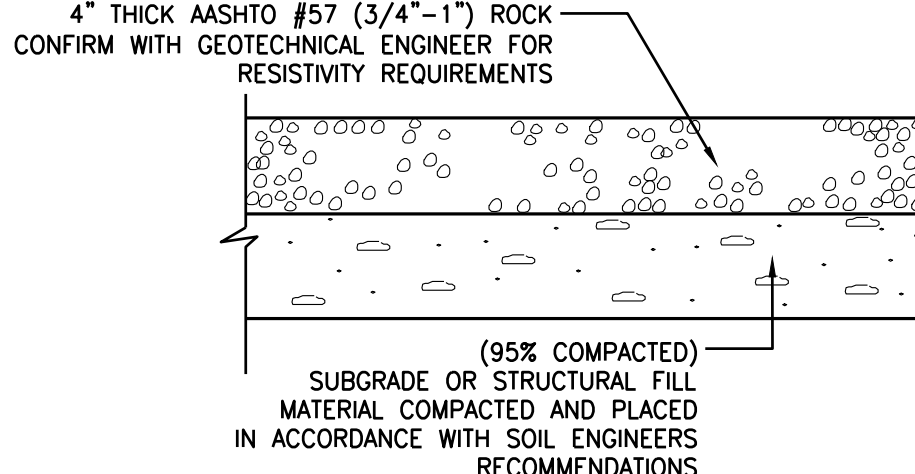 4" THICK AASHTO #57 (3/4"-1") ROCK
CONFIRM WITH GEOTECHNICAL ENGINEER FOR
RESISTIVITY REQUIREMENTS
(95% COMPACTED)
SUBGRADE OR STRUCTURAL FILL
MATERIAL COMPACTED AND PLACED
IN ACCORDANCE WITH SOIL ENGINEERS
RECOMMENDATIONS